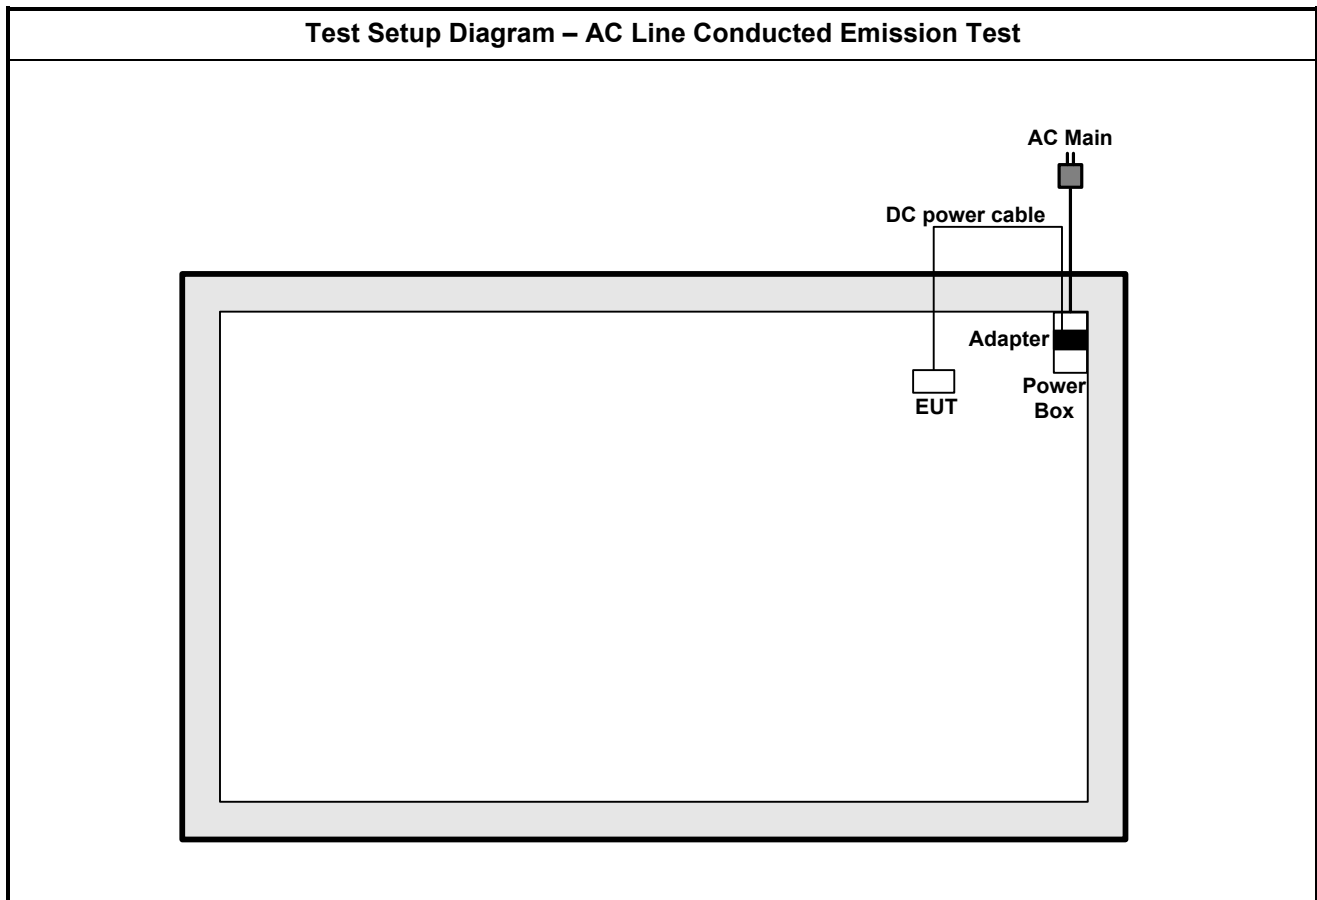 Test Setup Diagram – AC Line Conducted Emission Test
AC Main
DC power cable
Adapter
Power
Box
EUT